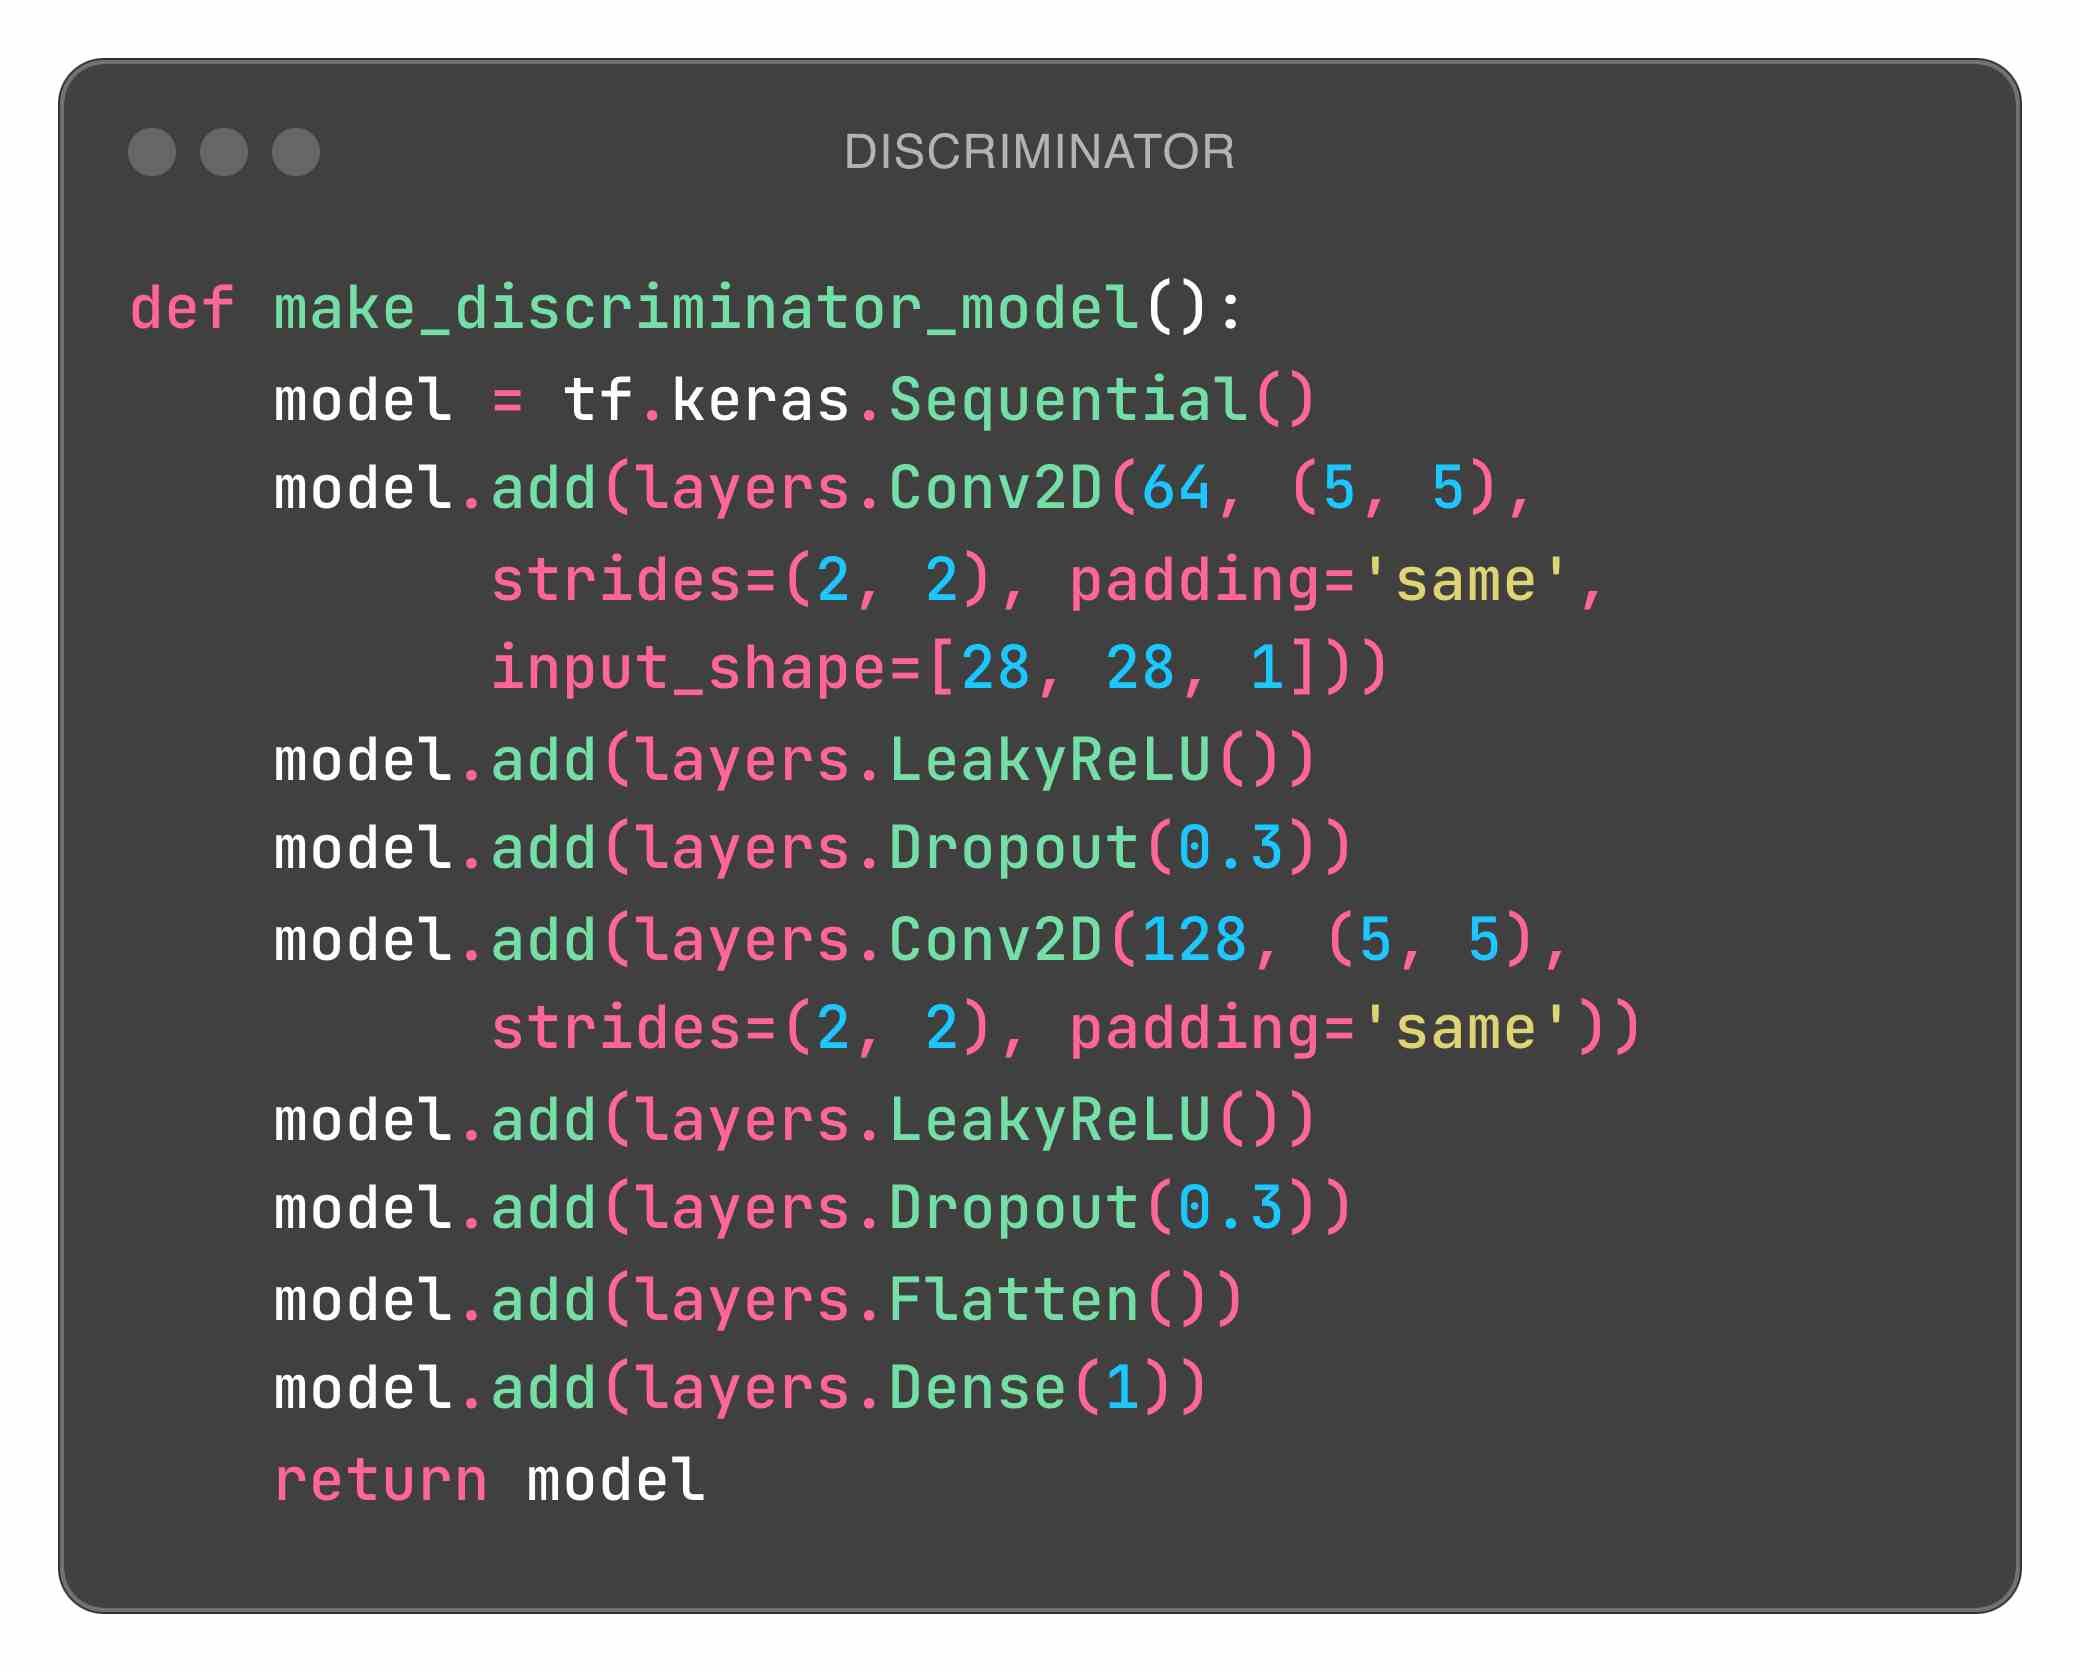 DISCRIMINATOR
def make_discriminator_model():
    model = tf.keras.Sequential()
    model.add(layers.Conv2D(64, (5, 5),
          strides=(2, 2), padding='same',
          input_shape=[28, 28, 1]))
    model.add(layers.LeakyReLU())
    model.add(layers.Dropout(0.3))
    model.add(layers.Conv2D(128, (5, 5),
          strides=(2, 2), padding='same'))
    model.add(layers.LeakyReLU())
    model.add(layers.Dropout(0.3))
    model.add(layers.Flatten())
    model.add(layers.Dense(1))
    return model